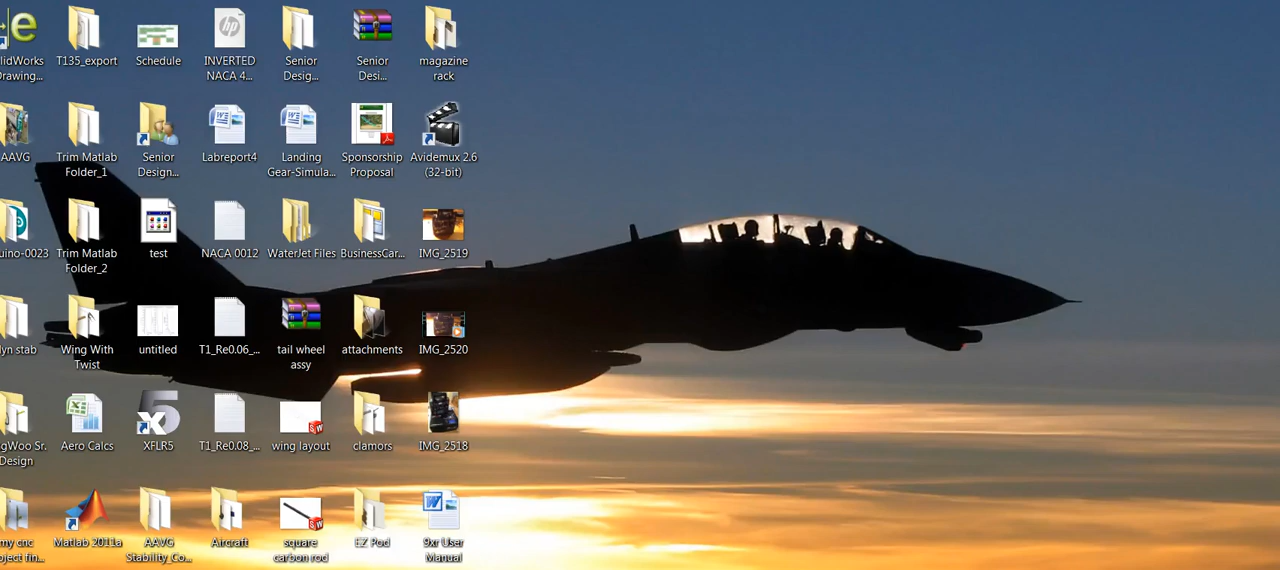 lidWorks
Drawing...
T135_export
Schedule
INVERTED
NACA 4...
Senior
Desig...
Senior
Desi...
magazine
rack
AAVG
Trim Matlab
Folder_1
Senior
Design...
Labreport4
Landing
Gear-Simula...
Sponsorship
Proposal
Avidemux 2.6
(32-bit)
uino-0023
Trim Matlab
Folder_2
test
NACA 0012
WaterJet Files
BusinessCar...
IMG_2519
lyn stab
Wing With
Twist
untitled
T1_Re0.06_...
tail wheel
assy
attachments
IMG_2520
gWoo Sr.
Design
Aero Calcs
XFLR5
T1_Re0.08_...
wing layout
clamors
IMG_2518
my cnc
oject fin...
Matlab 2011a
AAVG
Stability_Co...
Aircraft
square
carbon rod
EZ Pod
9xr User
Manual